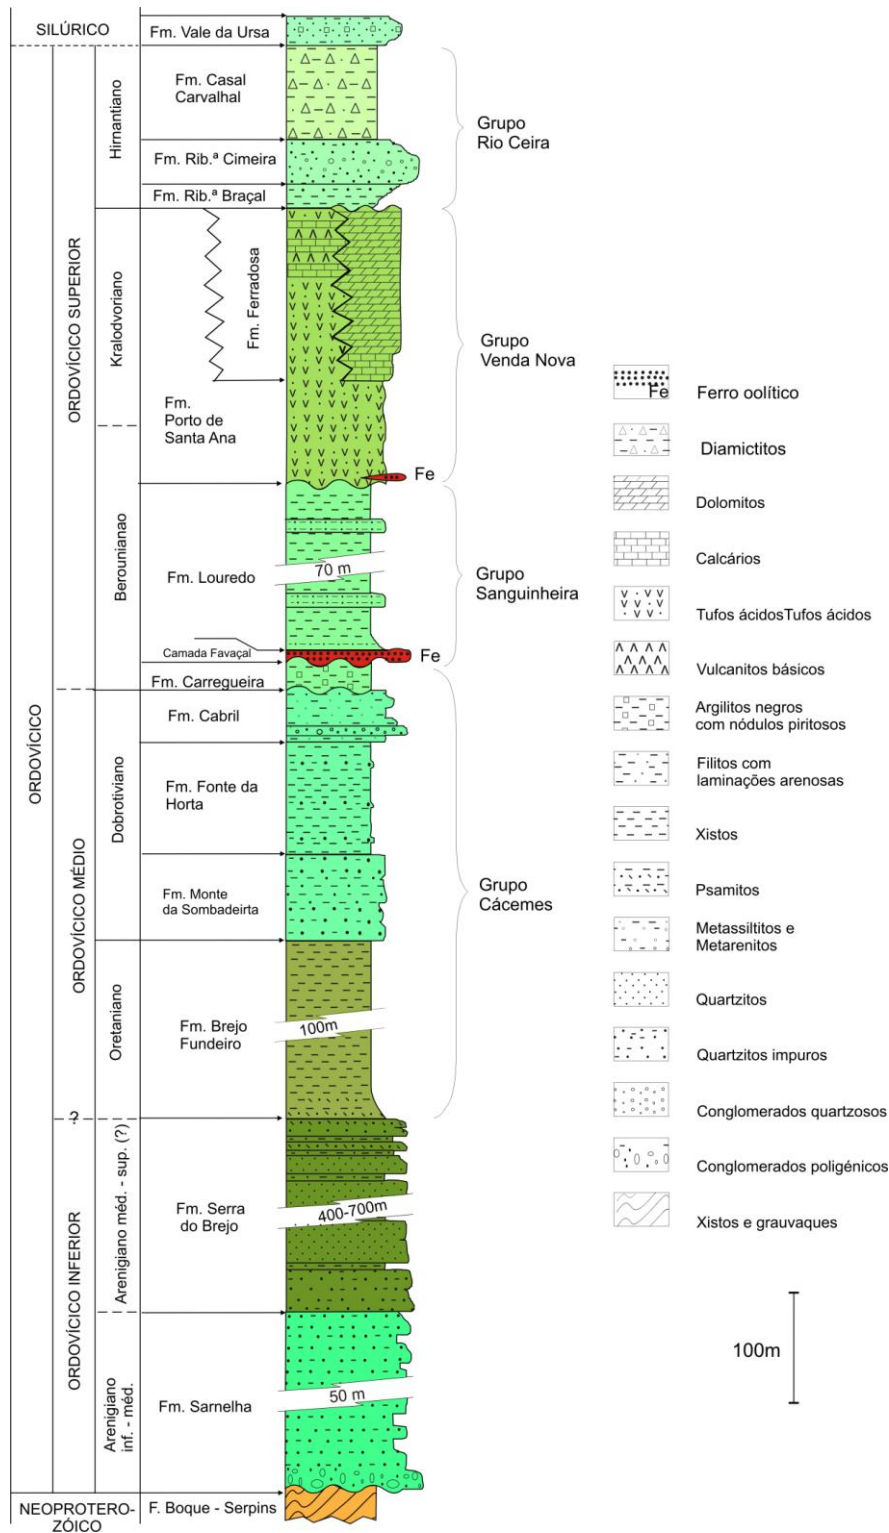 SILÚRICO
Fm. Vale da Ursa
ORDOVÍCICO
ORDOVÍCICO SUPERIOR
Hirnantiano
Fm. Casal
Carvalhal
Fm. Rib.ª Cimeira
Fm. Rib.ª Braçal
Grupo
Rio Ceira
Kralodvoriano
Fm. Ferradosa
Fm.
Porto de
Santa Ana
Fe
Grupo
Venda Nova
Berounianao
Fm. Louredo
70 m
Camada Favaçal
Fe
Grupo
Sanguinheira
Fm. Carregueira
ORDOVÍCICO MÉDIO
Dobrotiviano
Fm. Cabril
Fm. Fonte da
Horta
Fm. Monte
da Sombadeirta
Grupo
Cácemes
Oretaniano
Fm. Brejo
Fundeiro
100m
?
ORDOVÍCICO INFERIOR
Arenigiano méd. - sup. (?)
Fm. Serra
do Brejo
400-700m
Arenigiano
inf. - méd.
Fm. Sarnelha
50 m
NEOPROTERO-
ZÓICO
F. Boque - Serpins
Fe
Ferro oolítico
Diamictitos
Dolomitos
Calcários
Tufos ácidosTufos ácidos
Vulcanitos básicos
Argilitos negros
com nódulos piritosos
Filitos com
laminações arenosas
Xistos
Psamitos
Metassiltitos e
Metarenitos
Quartzitos
Quartzitos impuros
Conglomerados quartzosos
Conglomerados poligénicos
Xistos e grauvaques
100m